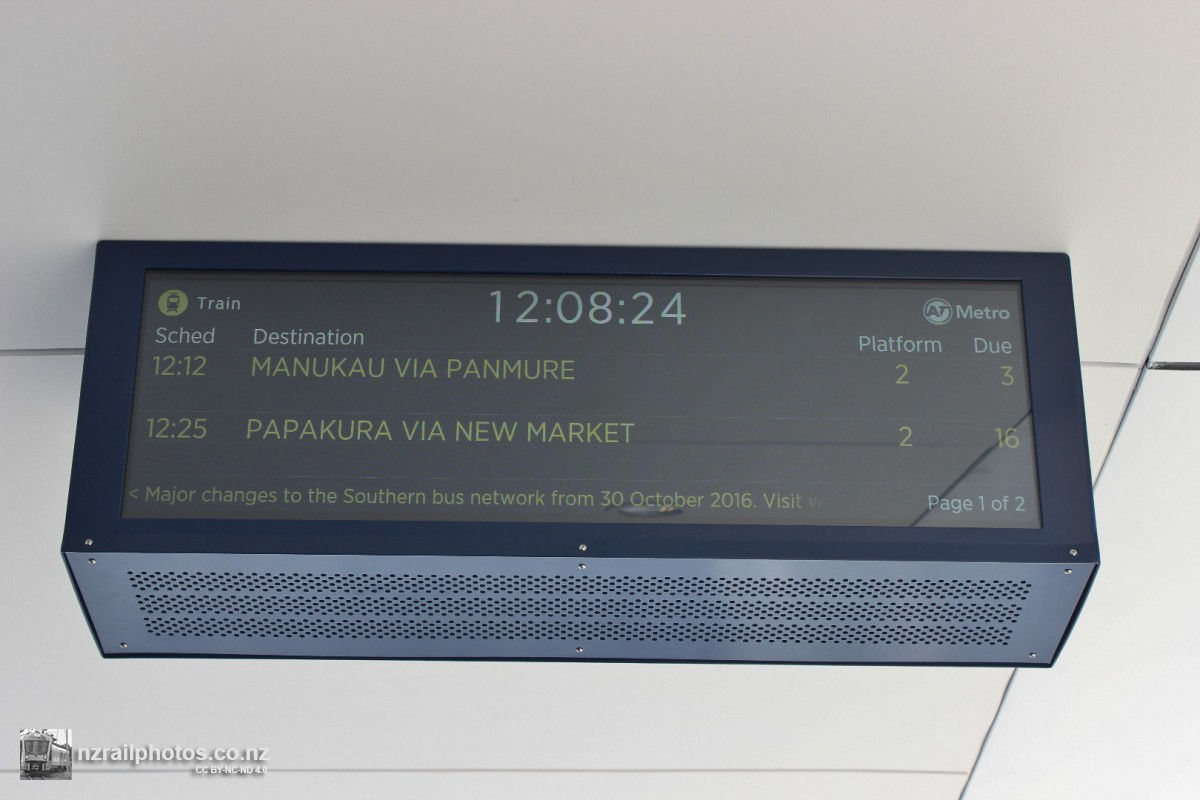 Train 12:08:24 AT Metro
Sched Destination Platform Due
12:12 MANUKAU VIA PANMURE 2 3
12:25 PAPAKURA VIA NEW MARKET 2 16
< Major changes to the Southern bus network from 30 October 2016. Visit w Page 1 of 2
nzrailphotos.co.nz
CC BY-NC-ND 4.0